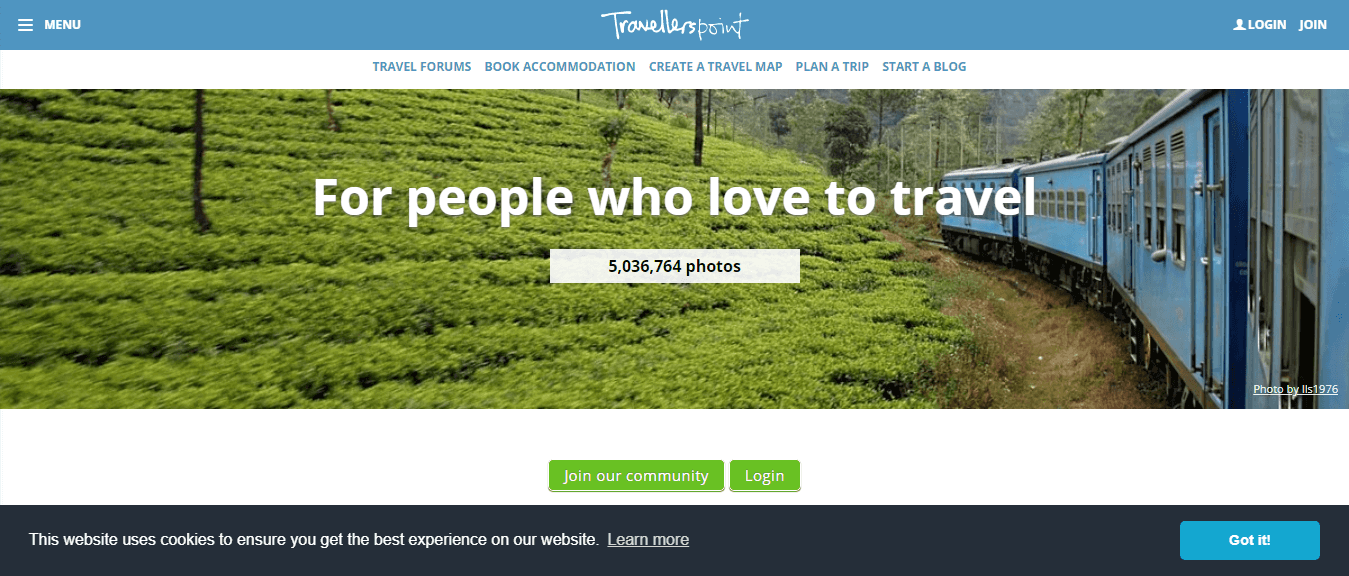 MENU
Travellerspoint
LOGIN JOIN
TRAVEL FORUMS BOOK ACCOMMODATION CREATE A TRAVEL MAP PLAN A TRIP START A BLOG
For people who love to travel
5,036,764 photos
Photo by lls1976
Join our community Login
This website uses cookies to ensure you get the best experience on our website. Learn more
Got it!